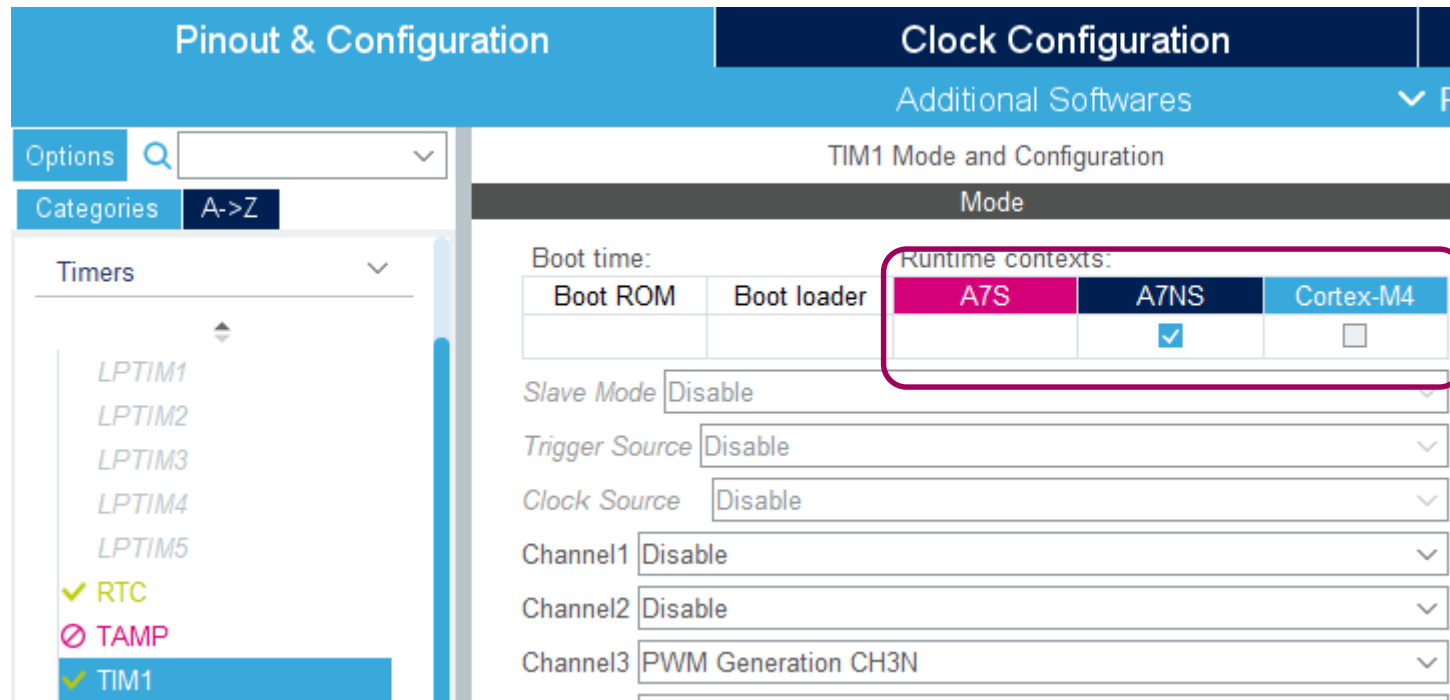 Pinout & Configuration
Clock Configuration
Additional Softwares
Options
Categories
A->Z
Timers
LPTIM1
LPTIM2
LPTIM3
LPTIM4
LPTIM5
RTC
TAMP
TIM1
TIM1 Mode and Configuration
Mode
Boot time: Runtime contexts:
Boot ROM Boot loader A7S A7NS Cortex-M4
Slave Mode Disable
Trigger Source Disable
Clock Source Disable
Channel1 Disable
Channel2 Disable
Channel3 PWM Generation CH3N